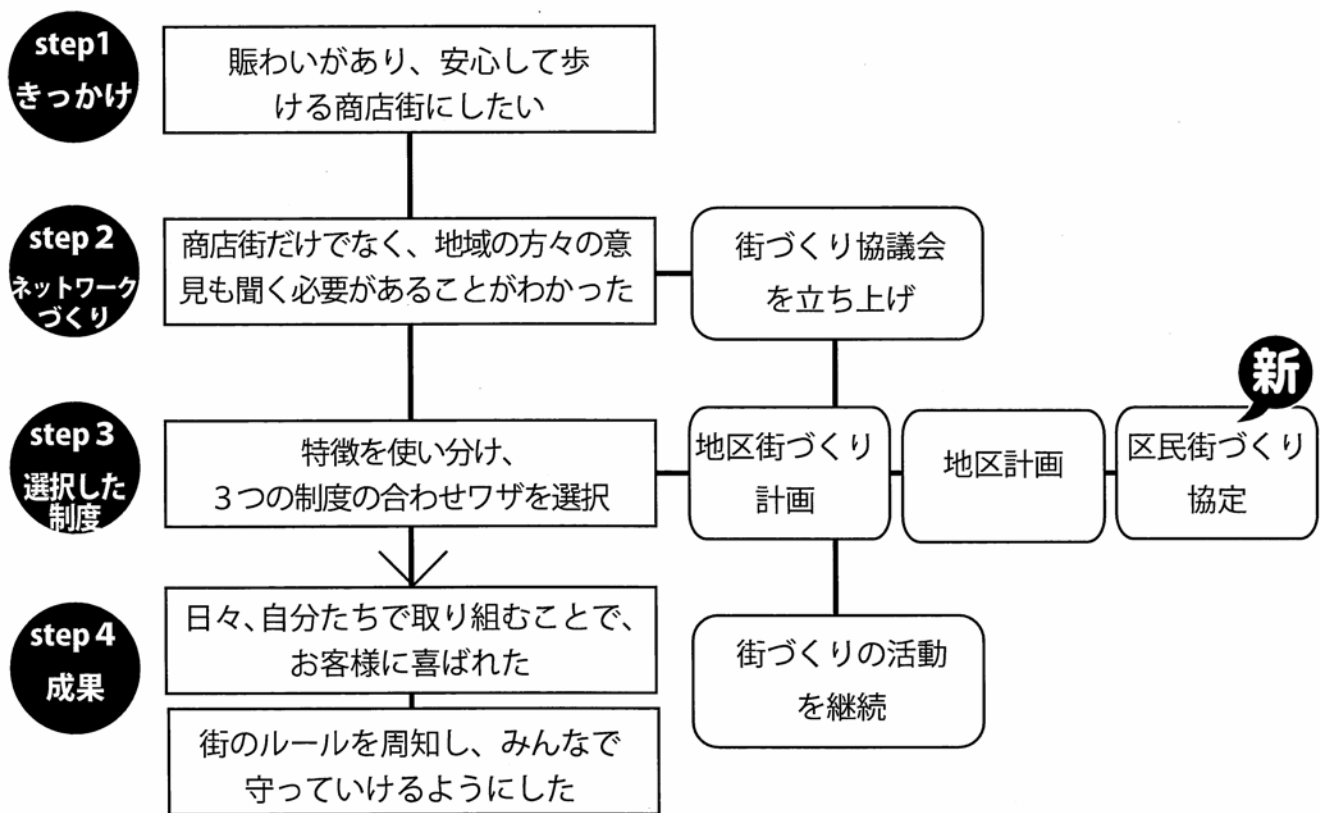 step1
きっかけ
賑わいがあり、安心して歩
ける商店街にしたい
step 2
ネットワーク
づくり
商店街だけでなく、地域の方々の意
見も聞く必要があることがわかった
街づくり協議会
を立ち上げ
step 3
選択した
制度
特徴を使い分け、
３つの制度の合わせワザを選択
地区街づくり
計画
地区計画
新
区民街づくり
協定
step 4
成果
日々、自分たちで取り組むことで、
お客様に喜ばれた
街づくりの活動
を継続
街のルールを周知し、みんなで
守っていけるようにした